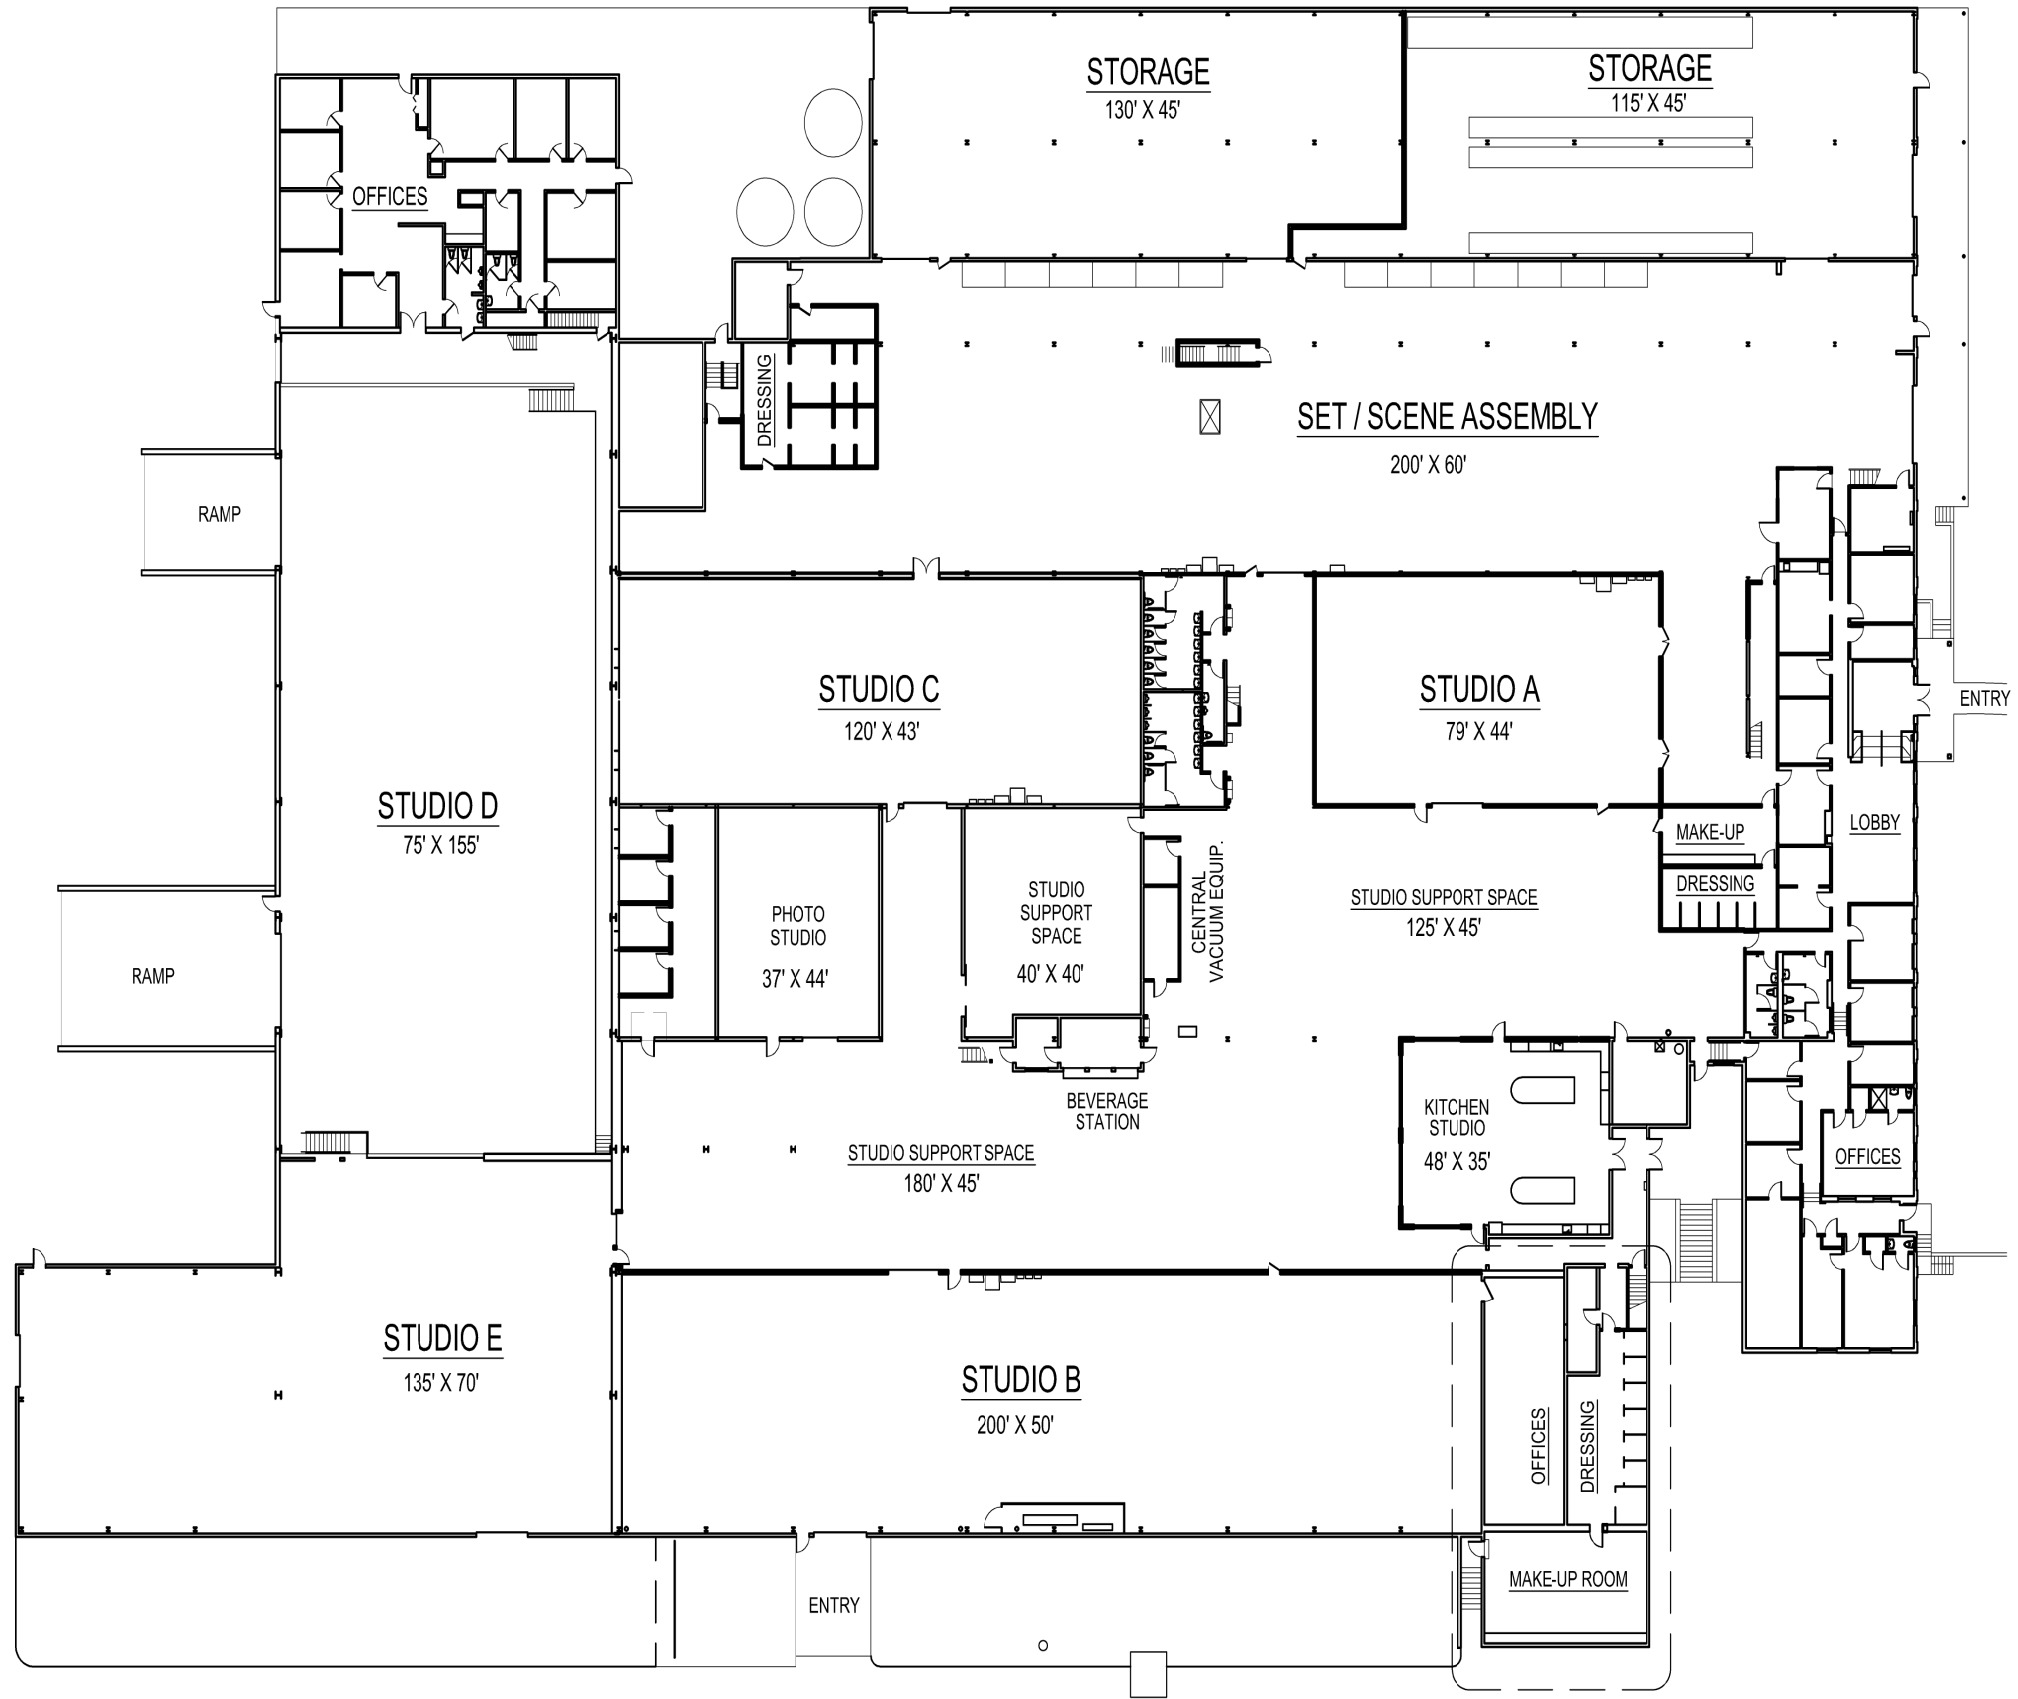 STORAGE
130' X 45'
STORAGE
115' X 45'
OFFICES
DRESSING
SET / SCENE ASSEMBLY
200' X 60'
RAMP
STUDIO C
120' X 43'
STUDIO A
79' X 44'
ENTRY
STUDIO D
75' X 155'
MAKE-UP
LOBBY
DRESSING
PHOTO
STUDIO
37' X 44'
STUDIO
SUPPORT
SPACE
40' X 40'
CENTRAL
VACUUM EQUIP.
STUDIO SUPPORT SPACE
125' X 45'
RAMP
BEVERAGE
STATION
KITCHEN
STUDIO
48' X 35'
STUDIO SUPPORT SPACE
180' X 45'
OFFICES
STUDIO E
135' X 70'
STUDIO B
200' X 50'
OFFICES
DRESSING
MAKE-UP ROOM
ENTRY